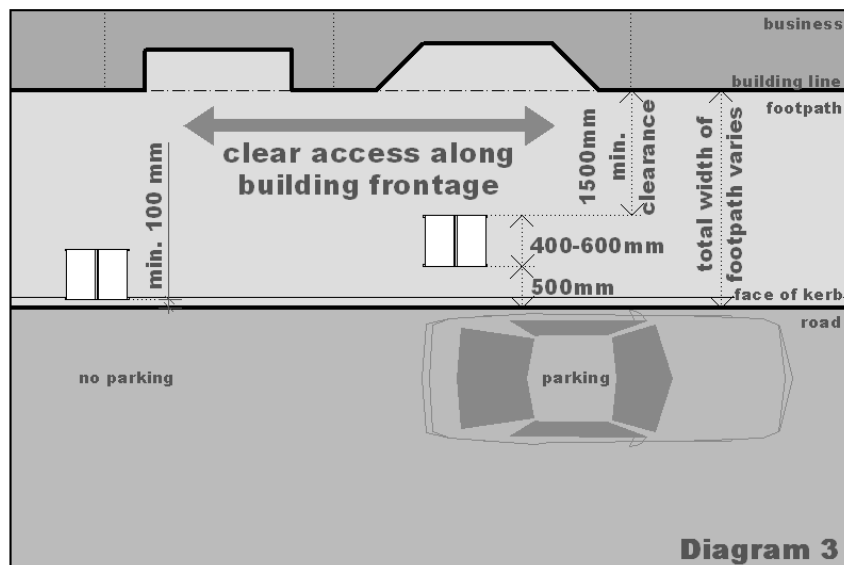 business
building line
footpath
clear access along
building frontage
min. 100 mm
1500mm
min.
clearance
total width of
footpath varies
400-600mm
500mm
face of kerb
road
no parking
parking
Diagram 3